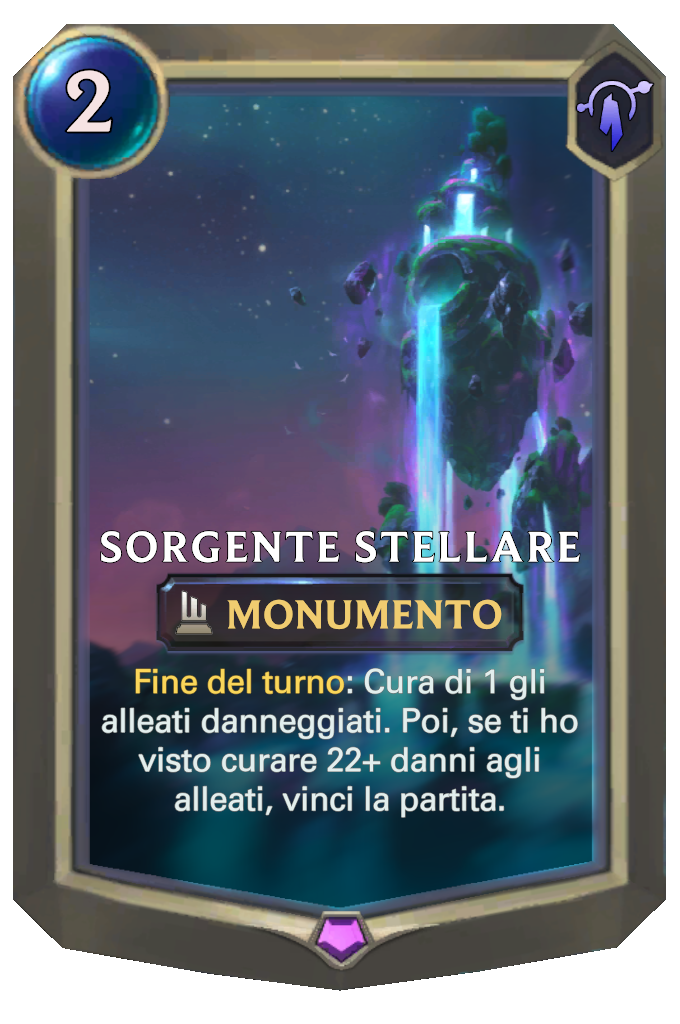 2
SORGENTE STELLARE
MONUMENTO
Fine del turno: Cura di 1 gli
alleati danneggiati. Poi, se ti ho
visto curare 22+ danni agli
alleati, vinci la partita.